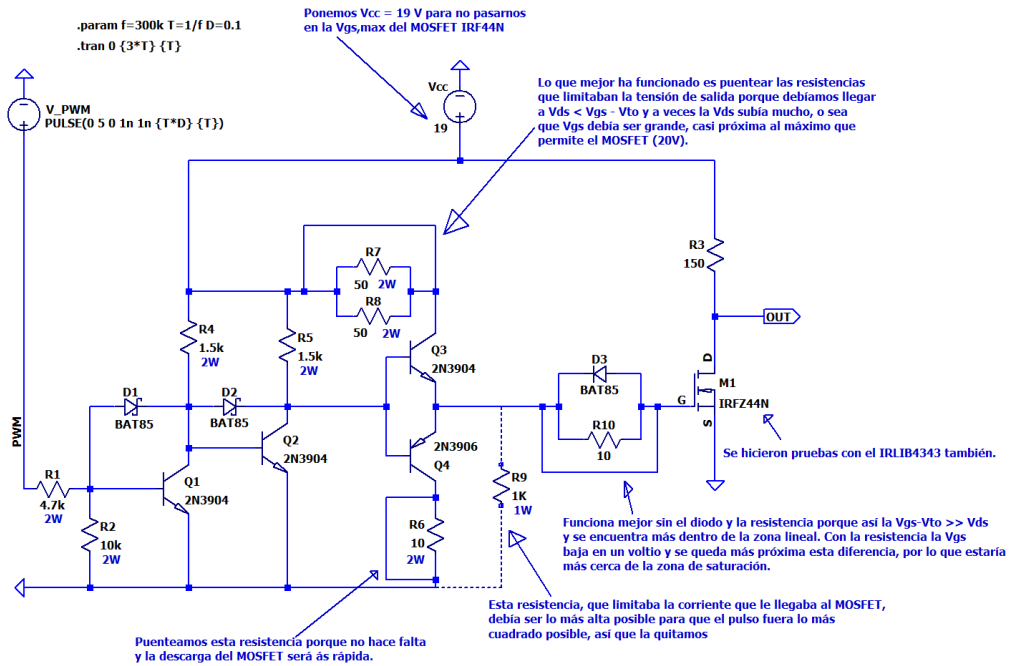 .param f=300k T=1/f D=0.1
.tran 0 {3*T} {T}
Ponemos Vcc = 19 V para no pasarnos
en la Vgs,max del MOSFET IRF44N
V_PWM
PULSE(0 5 0 1n 1n {T*D} {T})
Vcc
19
Lo que mejor ha funcionado es puentear las resistencias
que limitaban la tensión de salida porque debíamos llegar
a Vds < Vgs - Vto y a veces la Vds subía mucho, o sea
que Vgs debía ser grande, casi próxima al máximo que
permite el MOSFET (20V).
R7
50 2W
R8
50 2W
R3
150
OUT
R4
1.5k
2W
R5
1.5k
2W
Q3
2N3904
D1
BAT85
D2
BAT85
D3
BAT85
R10
10
D
G
S
M1
IRFZ44N
PWM
Q2
2N3904
2N3906
Q4
Se hicieron pruebas con el IRLIB4343 también.
R1
4.7k
2W
Q1
2N3904
R9
1K
1W
R2
10k
2W
R6
10
2W
Funciona mejor sin el diodo y la resistencia porque así la Vgs-Vto >> Vds
y se encuentra más dentro de la zona lineal. Con la resistencia la Vgs
baja en un voltio y se queda más próxima esta diferencia, por lo que estaría
más cerca de la zona de saturación.
Esta resistencia, que limitaba la corriente que le llegaba al MOSFET,
debía ser lo más alta posible para que el pulso fuera lo más
cuadrado posible, así que la quitamos
Puenteamos esta resistencia porque no hace falta
y la descarga del MOSFET será ás rápida.